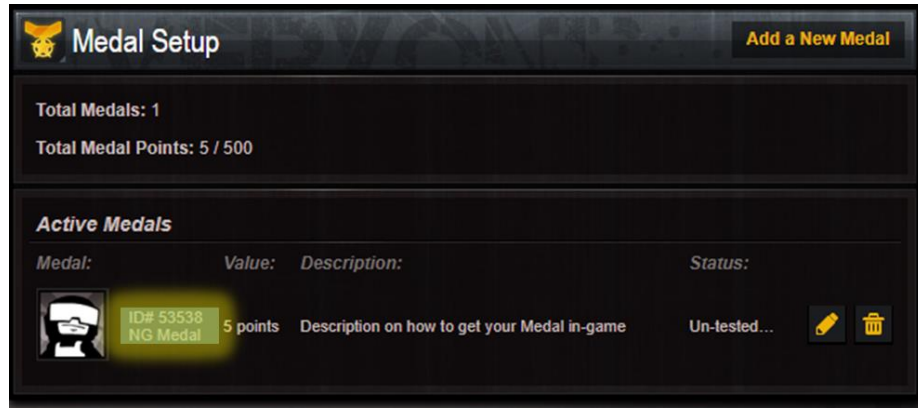 Medal Setup
Add a New Medal
Total Medals: 1
Total Medal Points: 5 / 500
Active Medals
Medal: Value: Description: Status:
ID# 53538
NG Medal
5 points Description on how to get your Medal in-game Un-tested...